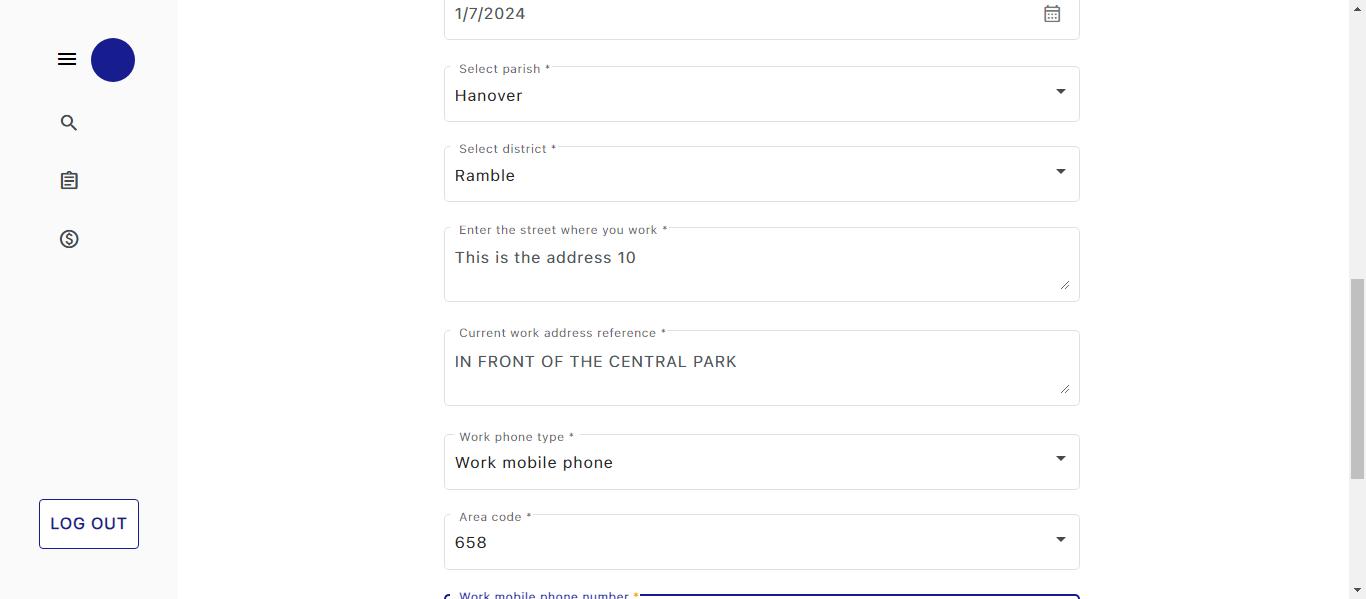 1/7/2024
Select parish *
Hanover
Select district *
Ramble
Enter the street where you work *
This is the address 10
Current work address reference *
IN FRONT OF THE CENTRAL PARK
Work phone type *
Work mobile phone
Area code *
658
Work mobile phone number *
LOG OUT